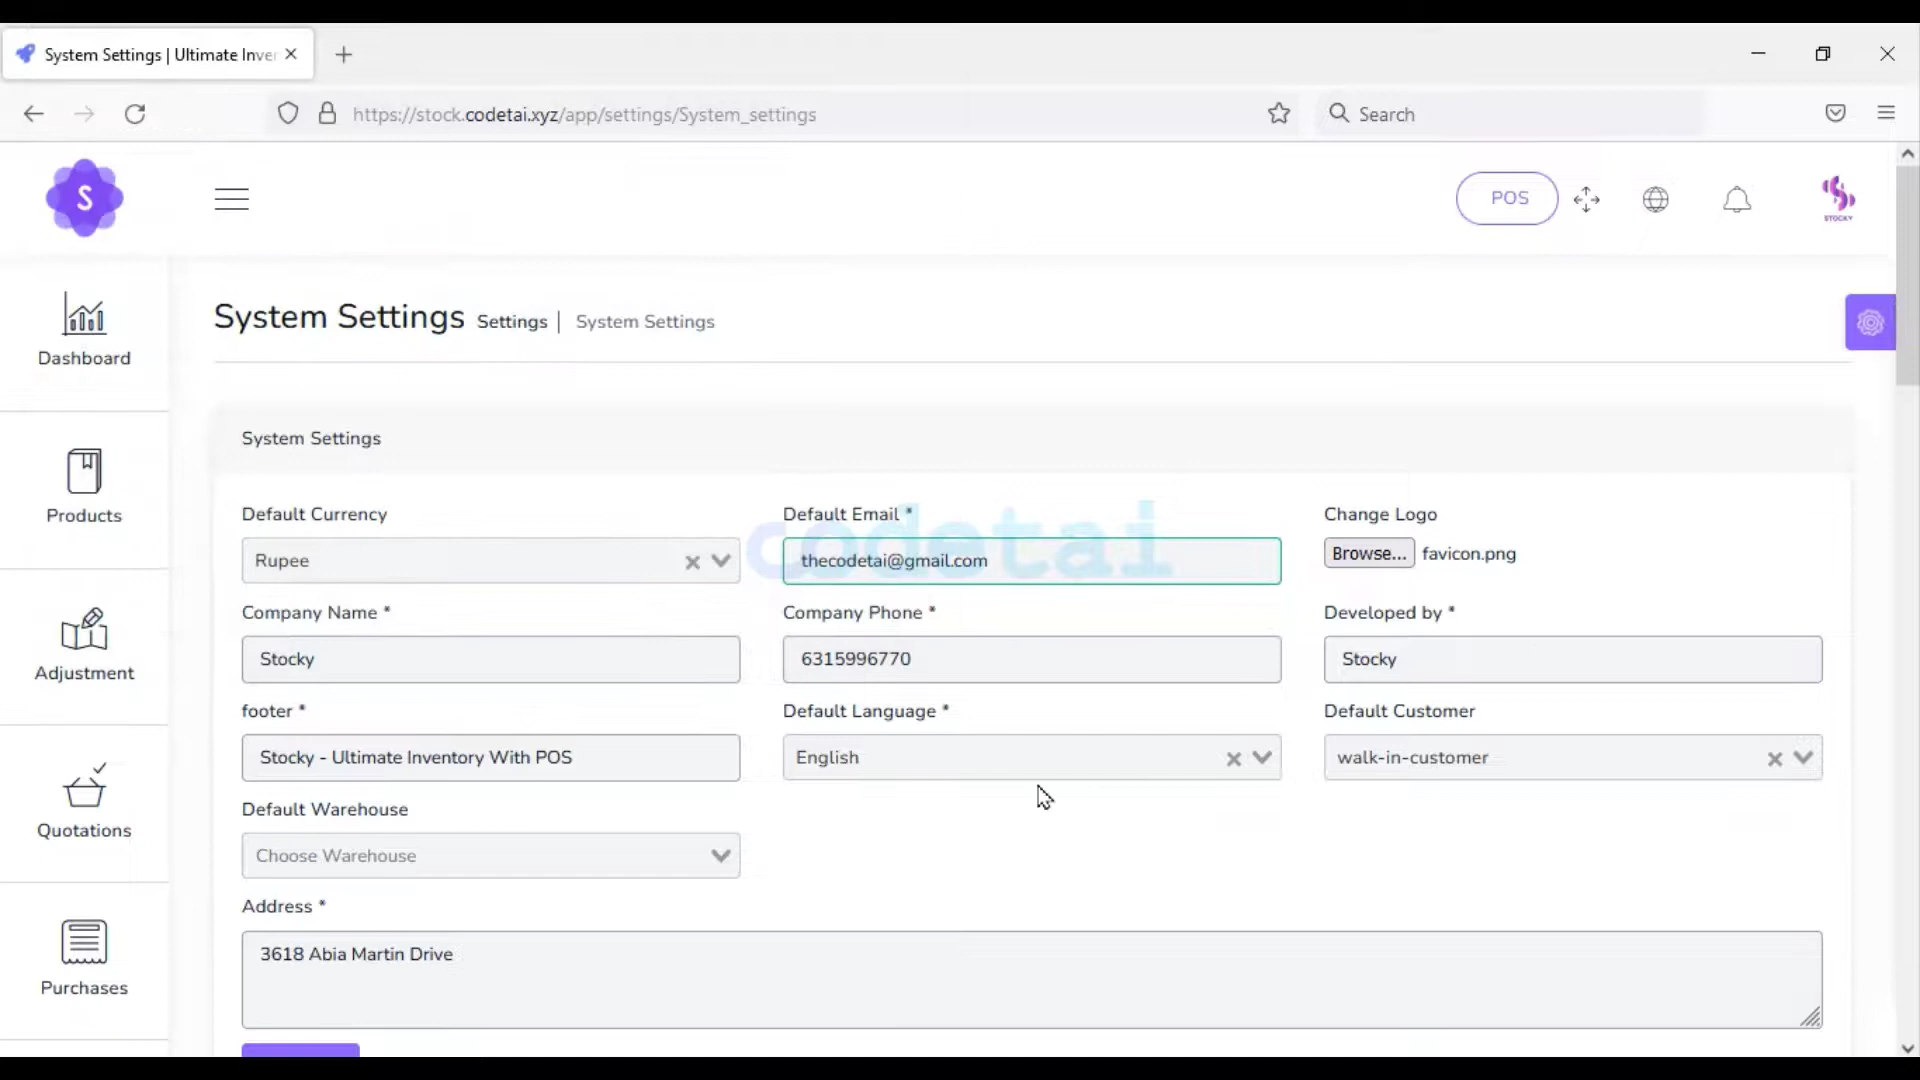 System Settings | Ultimate Inver
https://stock.codetai.xyz/app/settings/System_settings
Search
S
POS
STOCKY
System Settings Settings | System Settings
Dashboard
Products
Adjustment
Quotations
Purchases
System Settings
codetai
Default Currency
Rupee
Default Email *
thecodetai@gmail.com
Change Logo
Browse... favicon.png
Company Name *
Stocky
Company Phone *
6315996770
Developed by *
Stocky
footer *
Stocky - Ultimate Inventory With POS
Default Language *
English
Default Customer
walk-in-customer
Default Warehouse
Choose Warehouse
Address *
3618 Abia Martin Drive